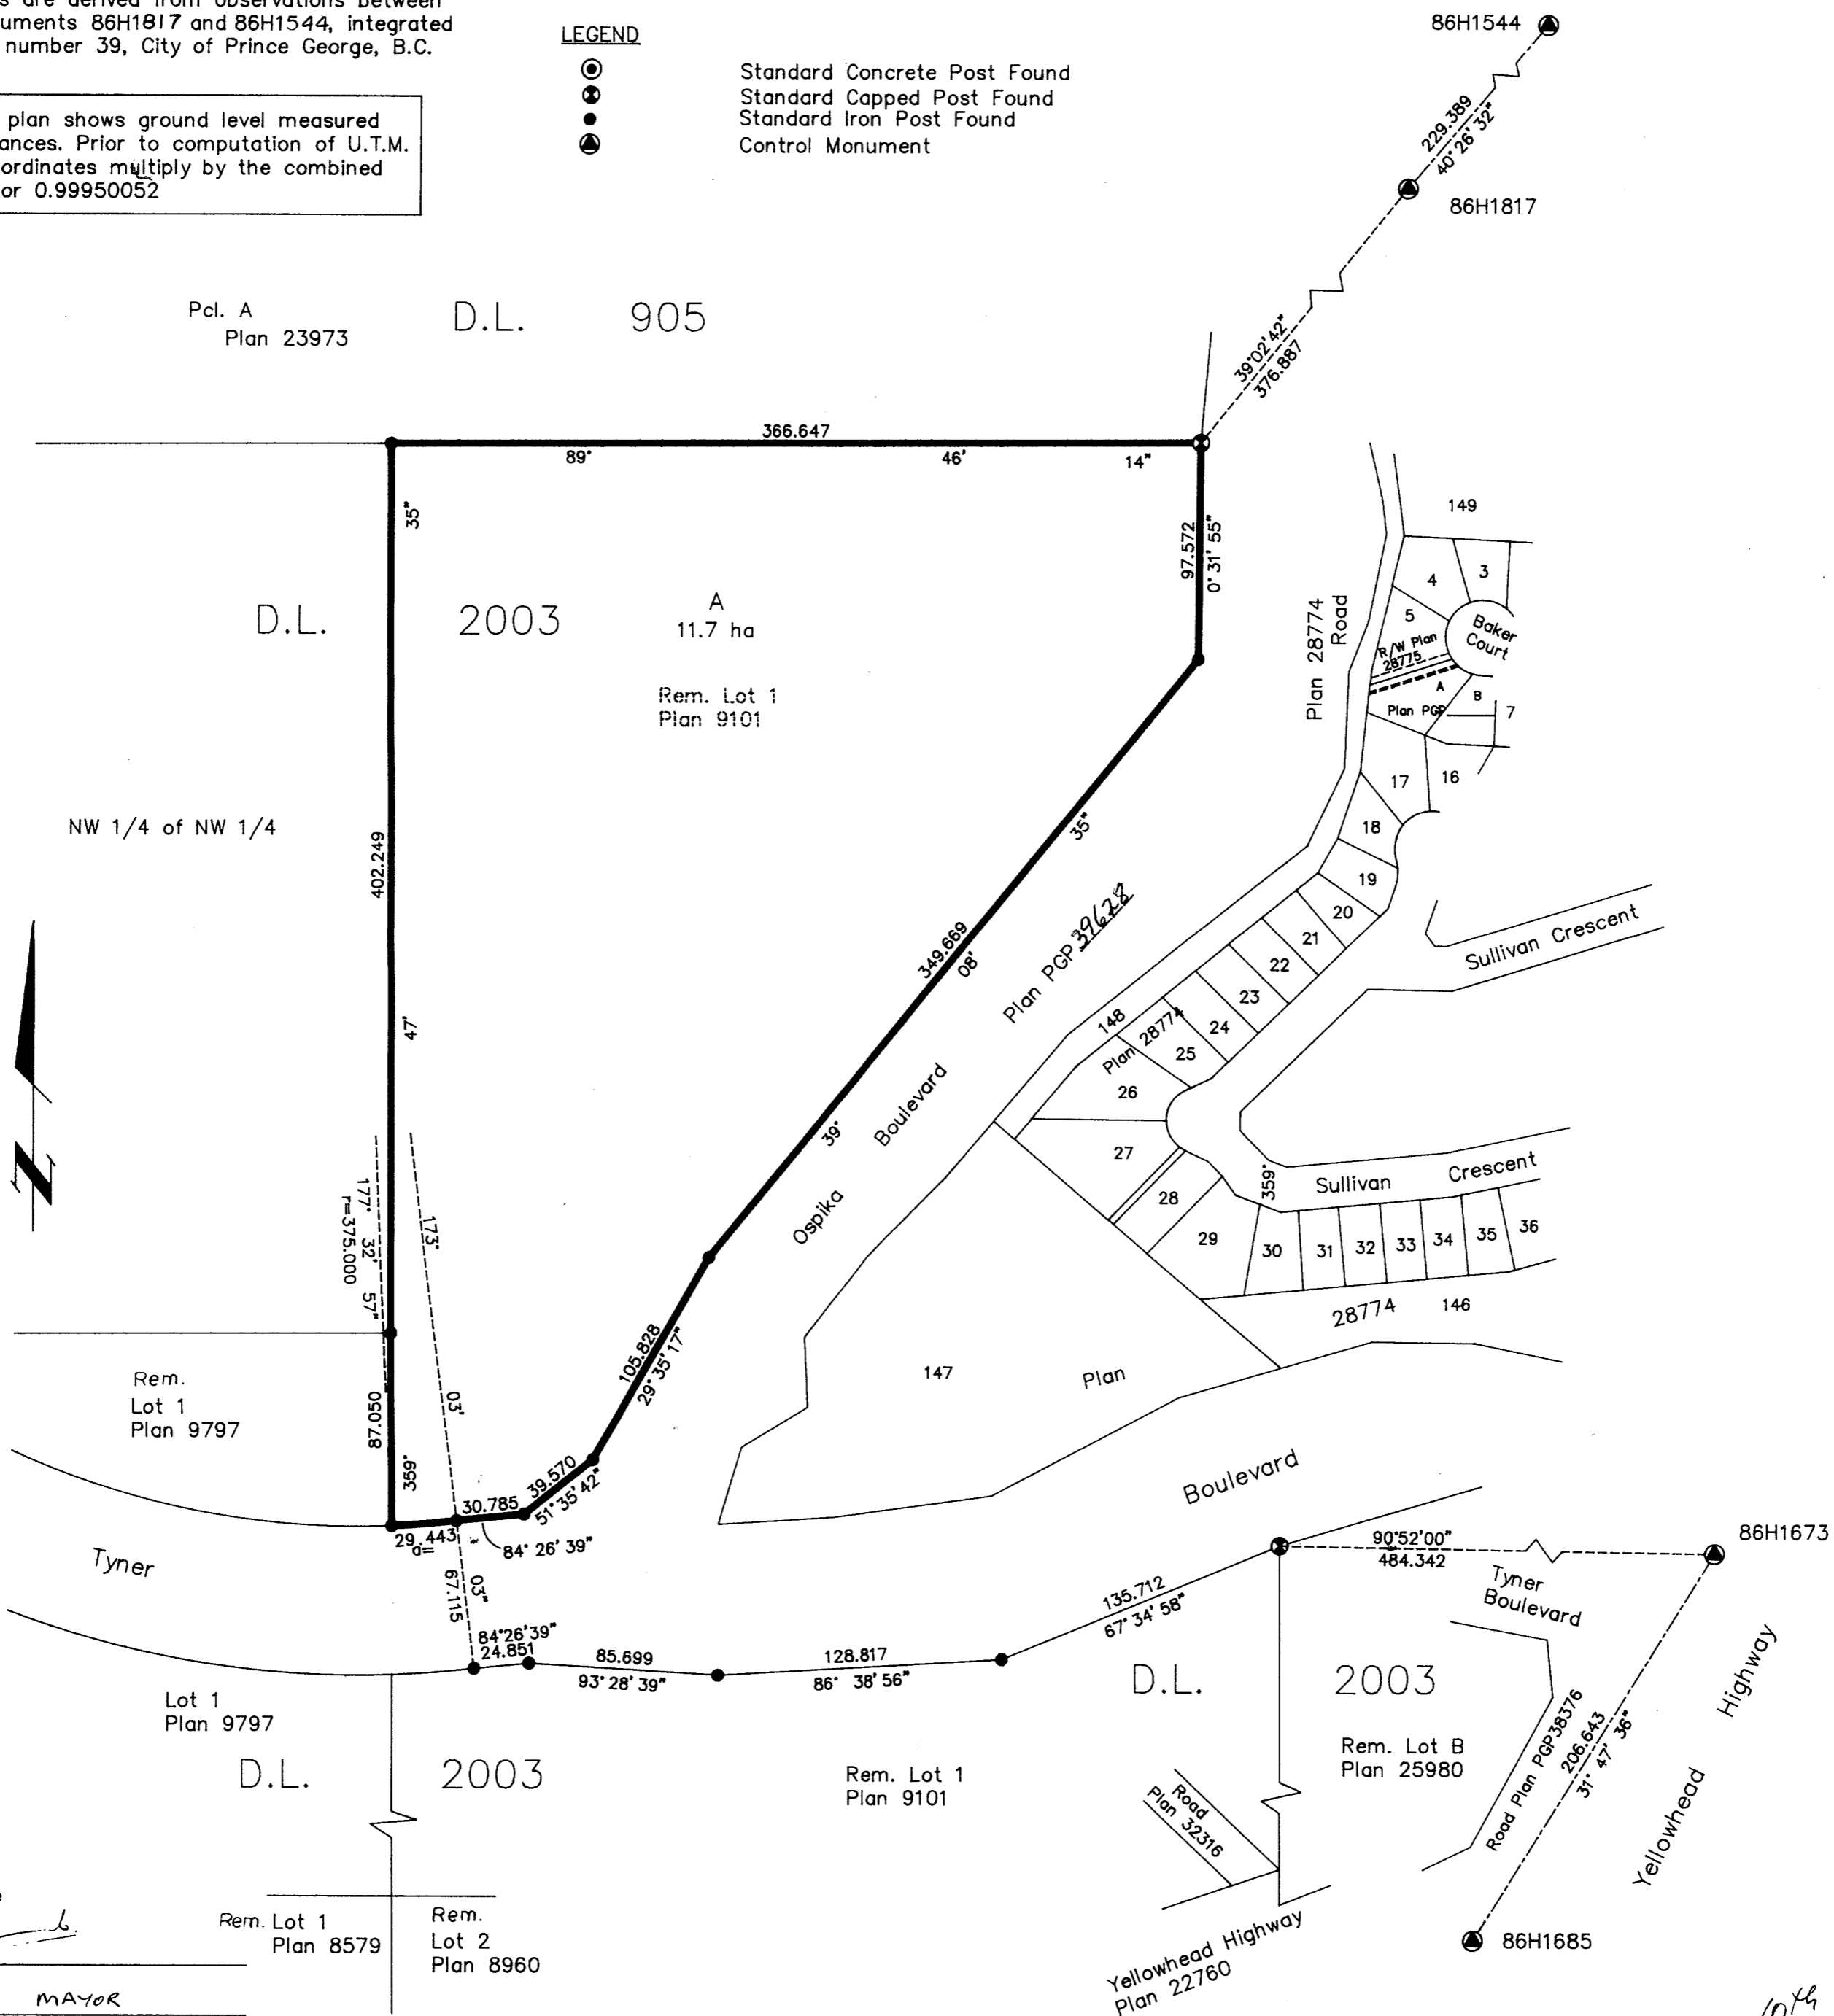 s are derived from observations between
uments 86H1817 and 86H1544, integrated
number 39, City of Prince George, B.C.
plan shows ground level measured
ances. Prior to computation of U.T.M.
ordinates multiply by the combined
or 0.99950052
LEGEND
Standard Concrete Post Found
Standard Capped Post Found
Standard Iron Post Found
Control Monument
86H1544
229.389
40° 26' 32"
86H1817
39°02'42"
376.887
Pcl. A
Plan 23973
D.L. 905
366.647
89° 46' 14"
97.572
0° 31' 55"
35"
D.L. 2003
A
11.7 ha
Rem. Lot 1
Plan 9101
Plan 28774
Road
149
4
3
5
Baker
Court
R/W Plan
28775
A
B
Plan PGP
7
17
16
18
19
20
21
22
23
24
25
26
27
28
29
30
31
32
33
34
35
36
NW 1/4 of NW 1/4
402.249
47'
35"
349.669
08'
39°
Plan PGP 39628
148
Plan 28774
Sullivan Crescent
Ospika Boulevard
359°
Sullivan Crescent
28774
146
N
177° 32' 57"
r=375.000
173°
03'
105.828
29° 35' 17"
147
Plan
Rem.
Lot 1
Plan 9797
87.050
359°
39.570
51° 35' 42"
30.785
29.443
a=
84° 26' 39"
03"
67.115
Tyner
Boulevard
84°26'39"
24.851
85.699
93° 28' 39"
128.817
86° 38' 56"
135.712
67° 34' 58"
90°52'00"
484.342
86H1673
Tyner
Boulevard
Lot 1
Plan 9797
D.L. 2003
Rem. Lot 1
Plan 9101
D.L. 2003
Rem. Lot B
Plan 25980
Road Plan PGP38376
206.643
31° 47' 36"
Yellowhead Highway
Road
Plan 32316
Rem. Lot 1
Plan 8579
Rem.
Lot 2
Plan 8960
Yellowhead Highway
Plan 22760
86H1685
MAYOR
10th